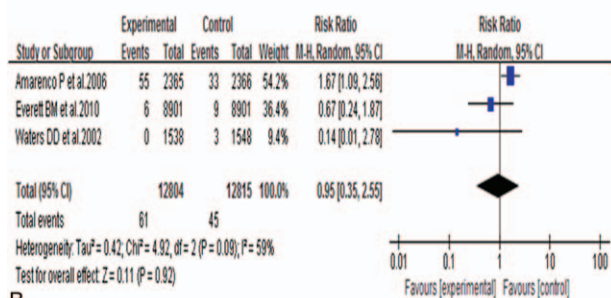 Experimental Control Risk Ratio Risk Ratio
Study or Subgroup Events Total Events Total Weight M-H, Random, 95% CI M-H, Random, 95% CI
Amarenco P et al.2006 55 2365 33 2366 54.2% 1.67 [1.09, 2.56]
Everett BM et al.2010 6 8901 9 8901 36.4% 0.67 [0.24, 1.87]
Waters DD et al.2002 0 1538 3 1548 9.4% 0.14 [0.01, 2.78]
Total (95% CI) 12804 12815 100.0% 0.95 [0.35, 2.55]
Total events 61 45
Heterogeneity: Tau² = 0.42; Chi² = 4.92, df = 2 (P = 0.09); I² = 59%
Test for overall effect: Z = 0.11 (P = 0.92)
0.01 0.1 1 10 100
Favours [experimental] Favours [control]